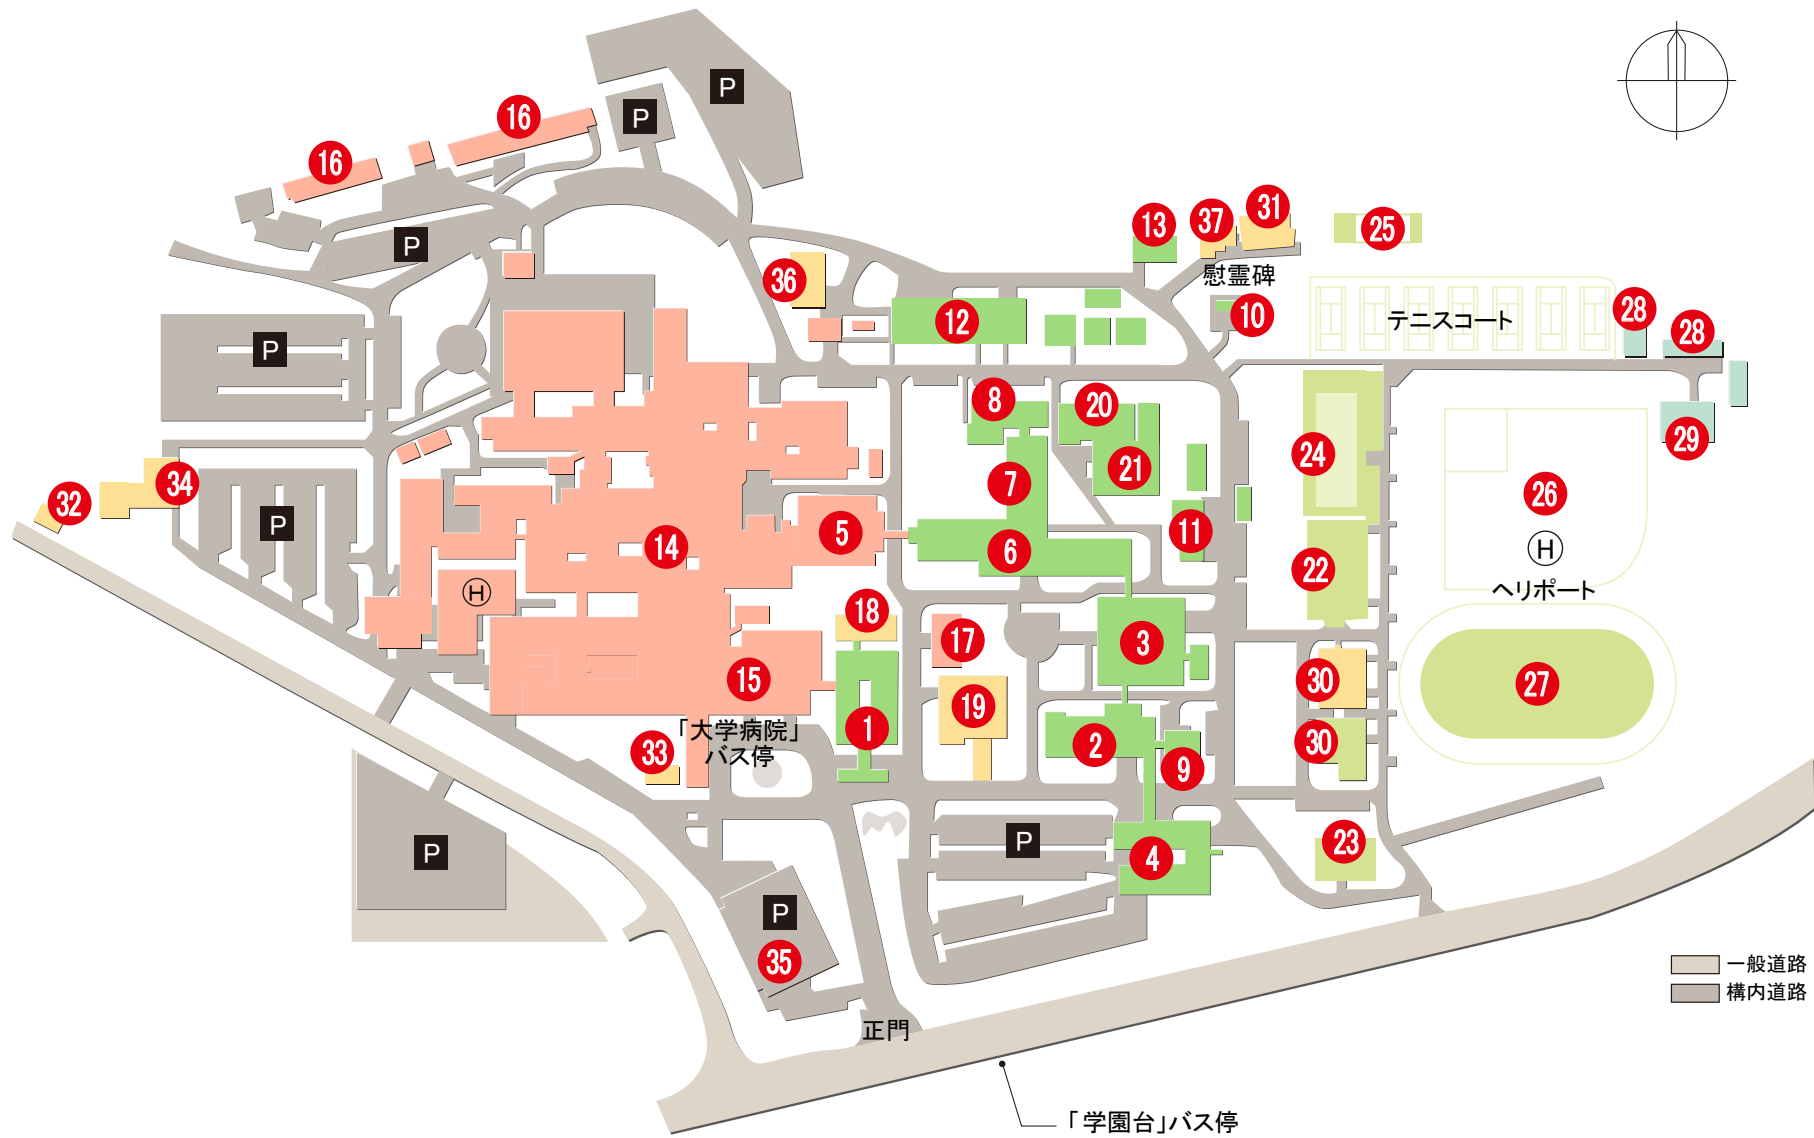 P
P
16
16
P
13
37
31
25
慰霊碑
36
10
12
テニスコート
28
28
P
8
20
29
24
21
7
26
34
32
P
14
5
6
11
H
ヘリポート
22
H
18
17
3
15
19
30
27
1
2
30
9
「大学病院」
バス停
33
P
P
4
23
P
35
一般道路
構内道路
正門
「学園台」バス停